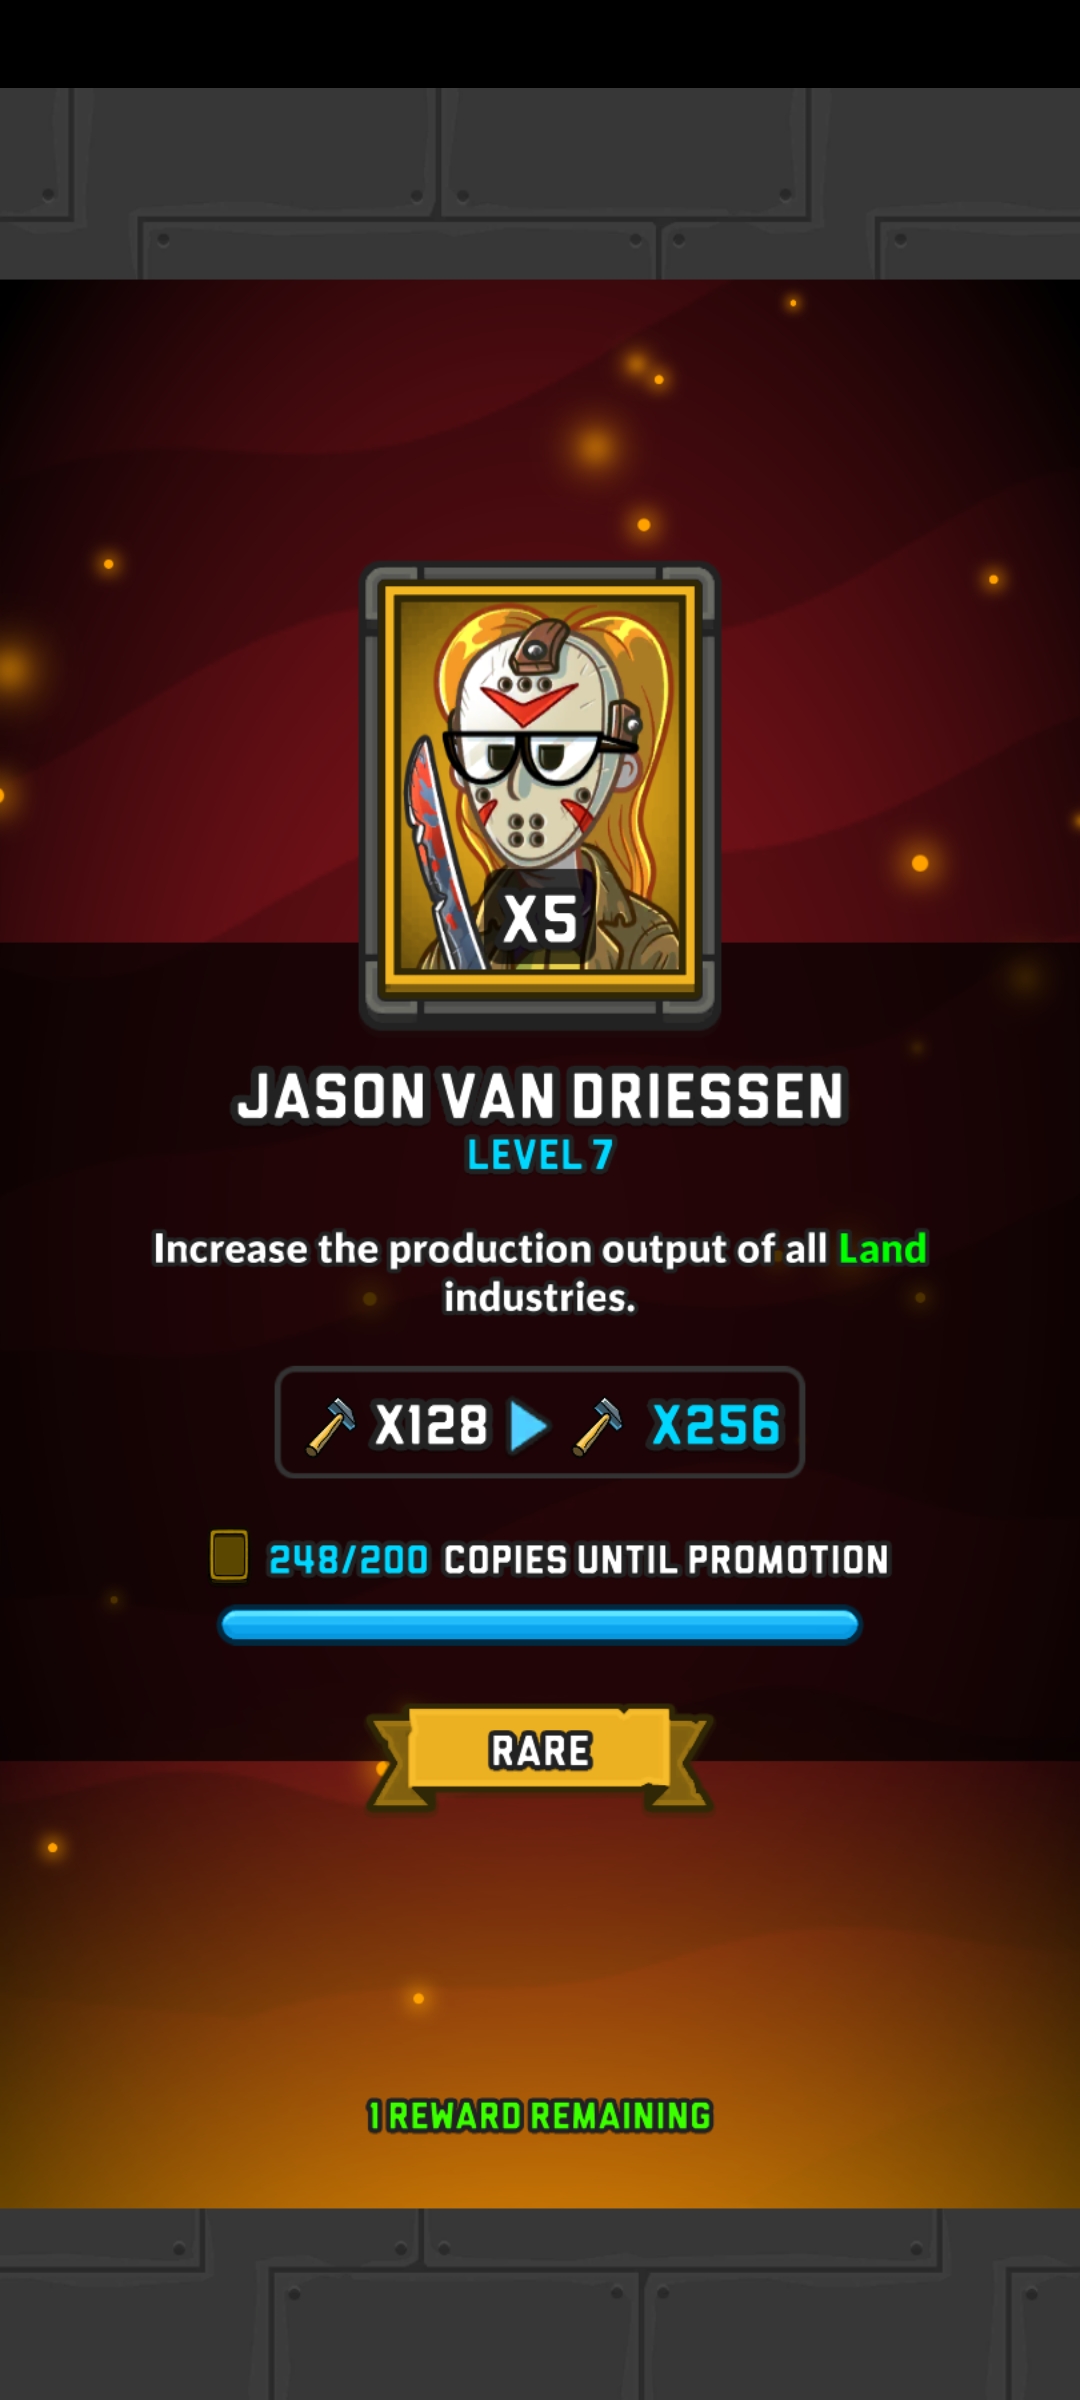 X5
JASON VAN DRIESSEN
LEVEL 7
Increase the production output of all Land
industries.
X128 X256
248/200 COPIES UNTIL PROMOTION
RARE
1 REWARD REMAINING